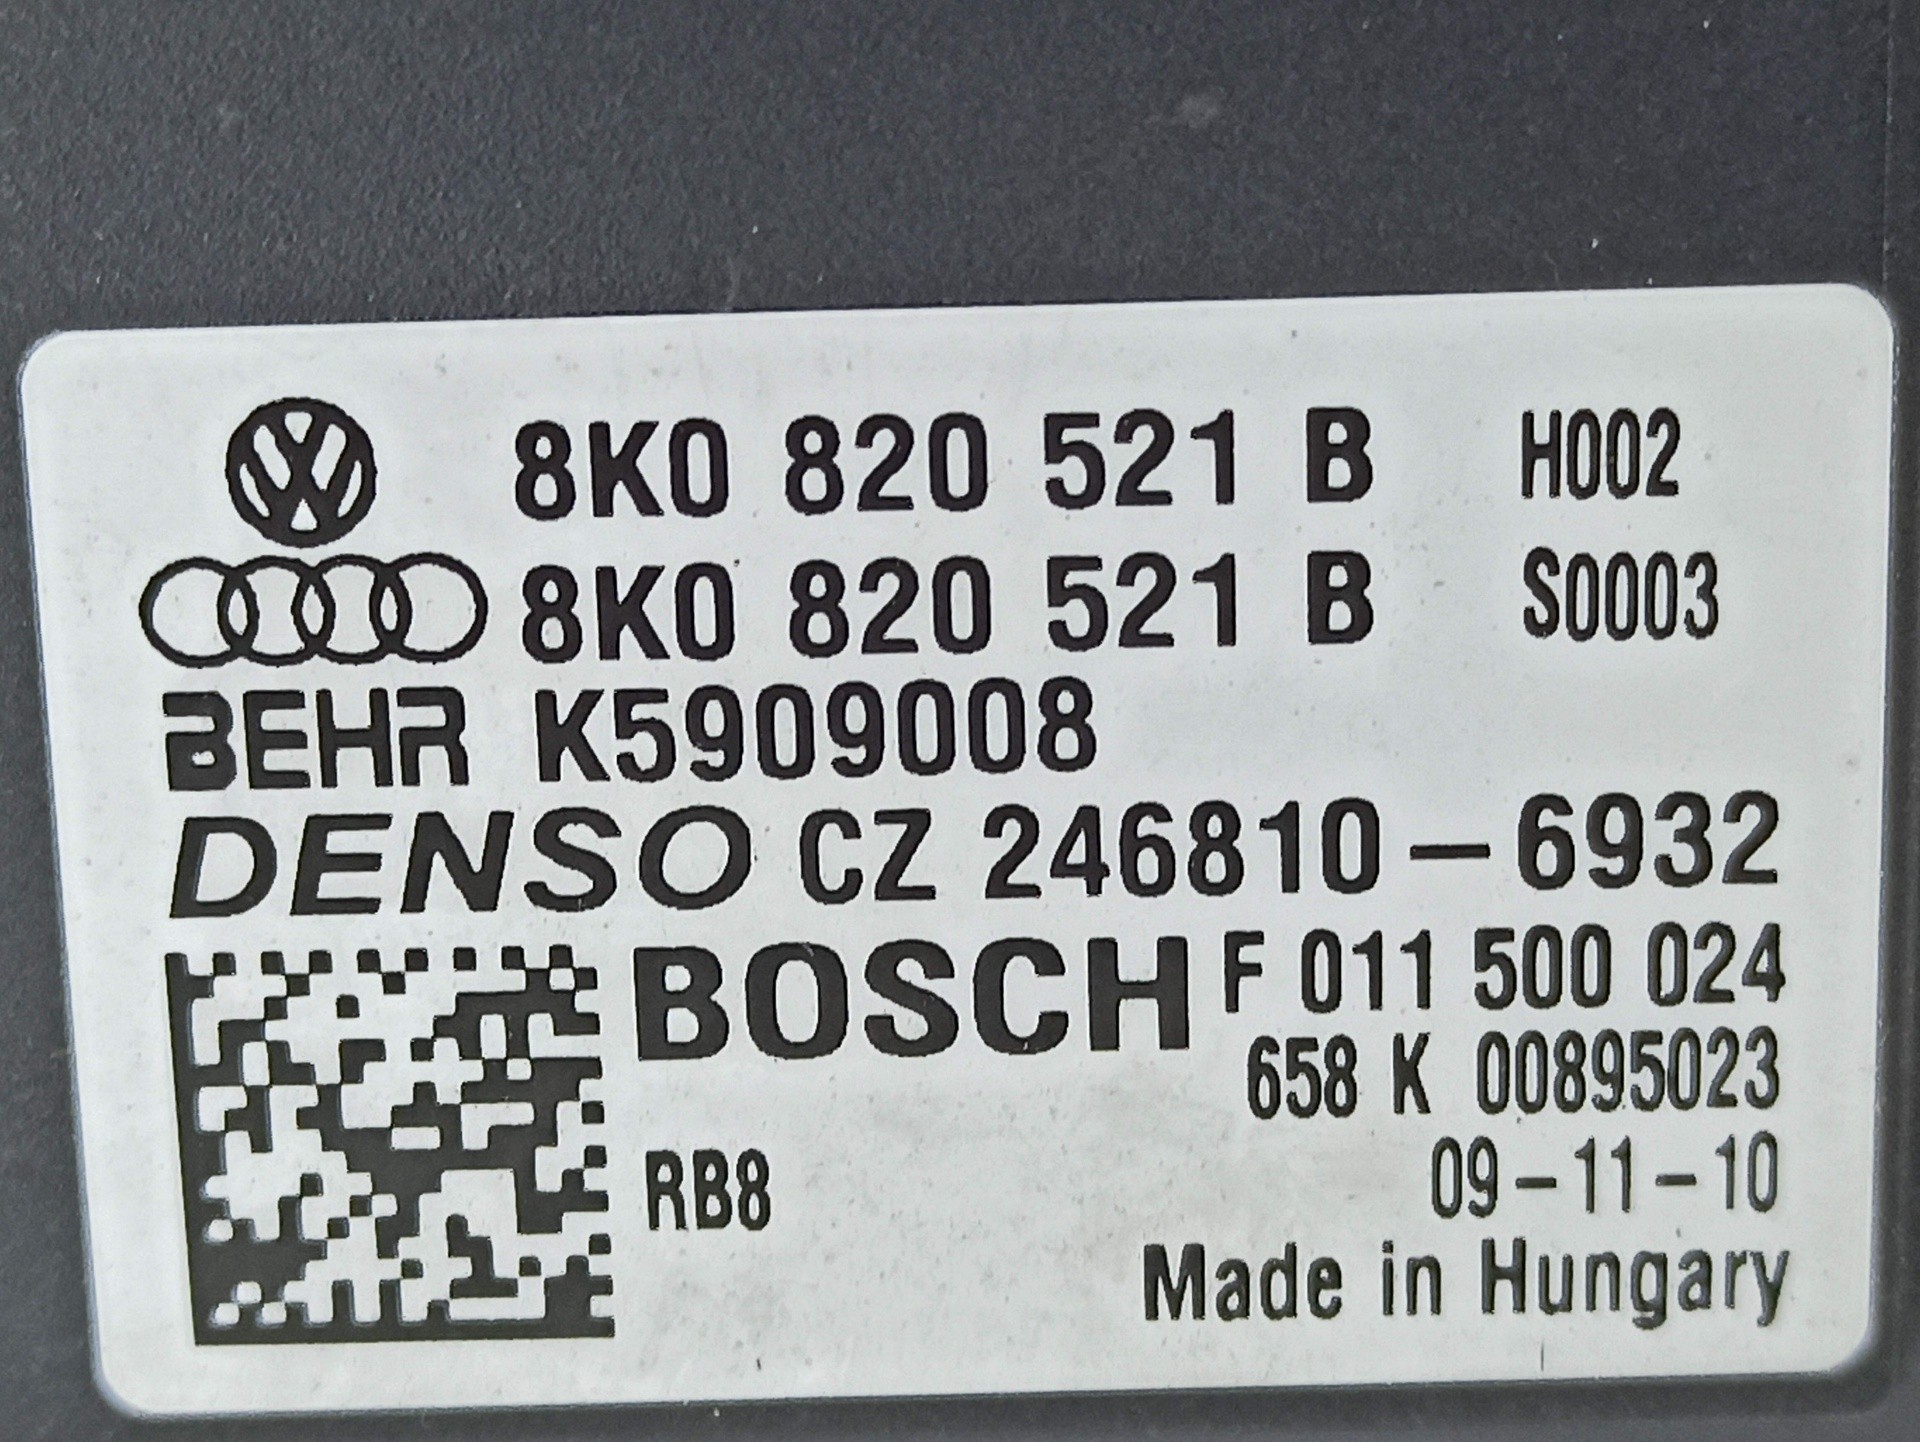 8K0 820 521 B H002
8K0 820 521 B S0003
BEHR K5909008
DENSO CZ 246810-6932
BOSCH F 011 500 024
658 K 00895023
RB8 09-11-10
Made in Hungary